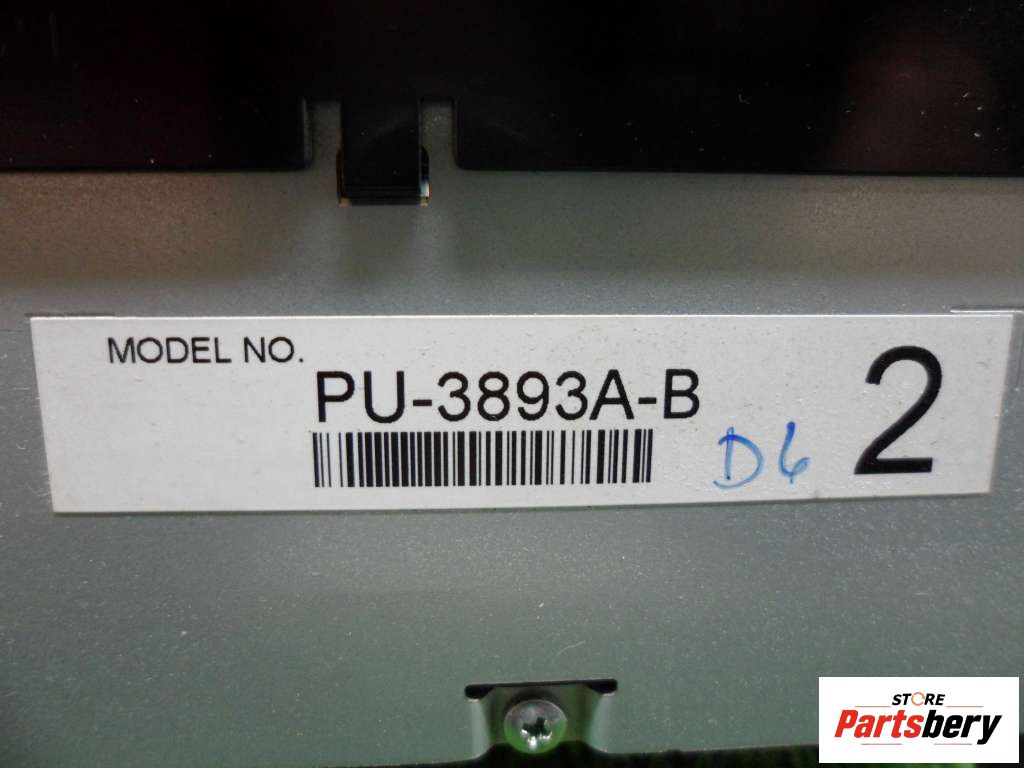 MODEL NO.
PU-3893A-B
D6
2
STORE
Partsbery